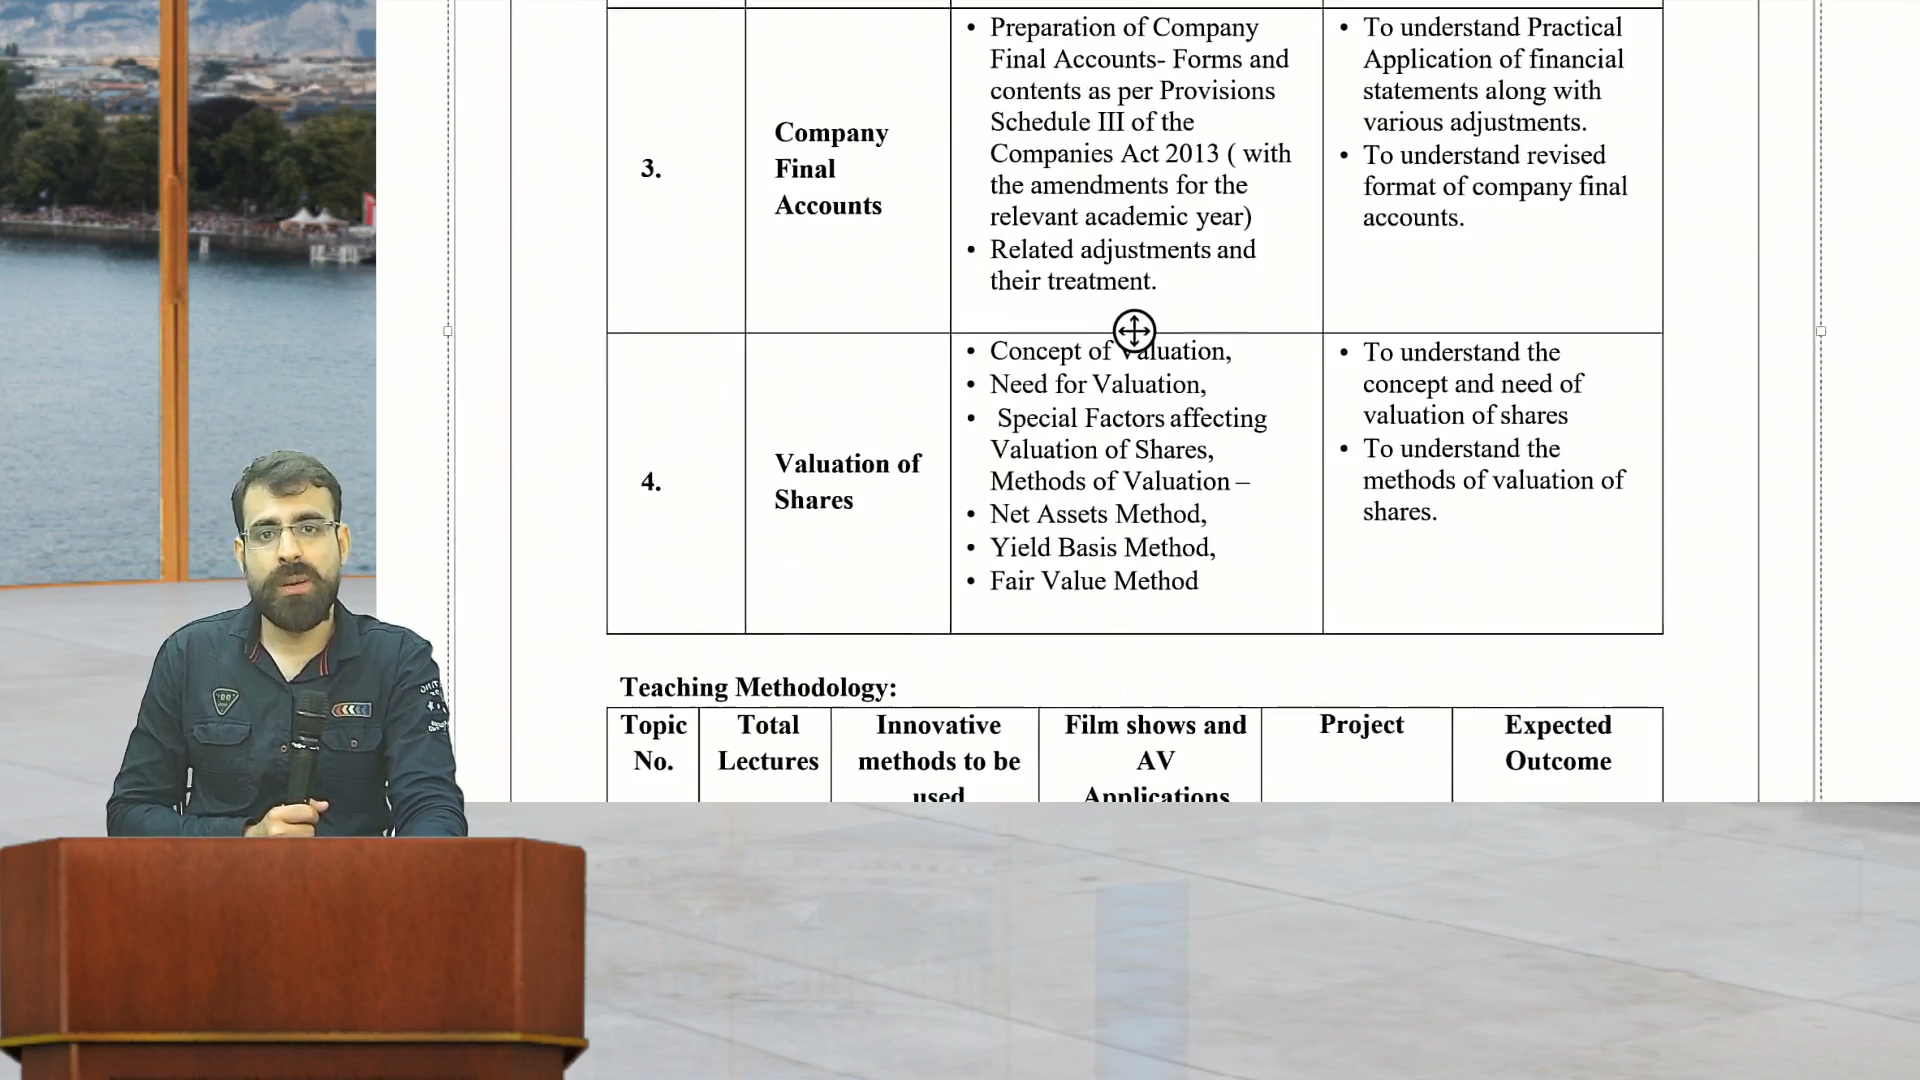 3.
Company
Final
Accounts
• Preparation of Company
Final Accounts- Forms and
contents as per Provisions
Schedule III of the
Companies Act 2013 ( with
the amendments for the
relevant academic year)
• Related adjustments and
their treatment.
• To understand Practical
Application of financial
statements along with
various adjustments.
• To understand revised
format of company final
accounts.
4.
Valuation of
Shares
• Concept of Valuation,
• Need for Valuation,
• Special Factors affecting
Valuation of Shares,
Methods of Valuation –
• Net Assets Method,
• Yield Basis Method,
• Fair Value Method
• To understand the
concept and need of
valuation of shares
• To understand the
methods of valuation of
shares.
Teaching Methodology:
Topic
No.
Total
Lectures
Innovative
methods to be
used
Film shows and
AV
Applications
Project
Expected
Outcome